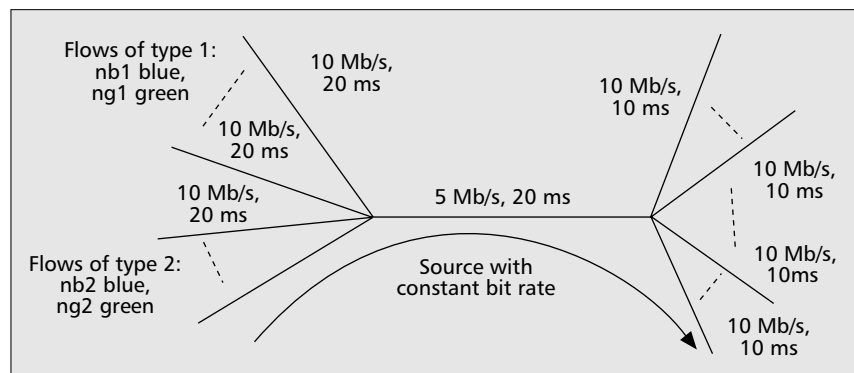 Flows of type 1:
nb1 blue,
ng1 green
10 Mb/s,
20 ms
10 Mb/s,
20 ms
10 Mb/s,
20 ms
Flows of type 2:
nb2 blue,
ng2 green
5 Mb/s, 20 ms
Source with
constant bit rate
10 Mb/s,
10 ms
10 Mb/s,
10 ms
10 Mb/s,
10ms
10 Mb/s,
10 ms